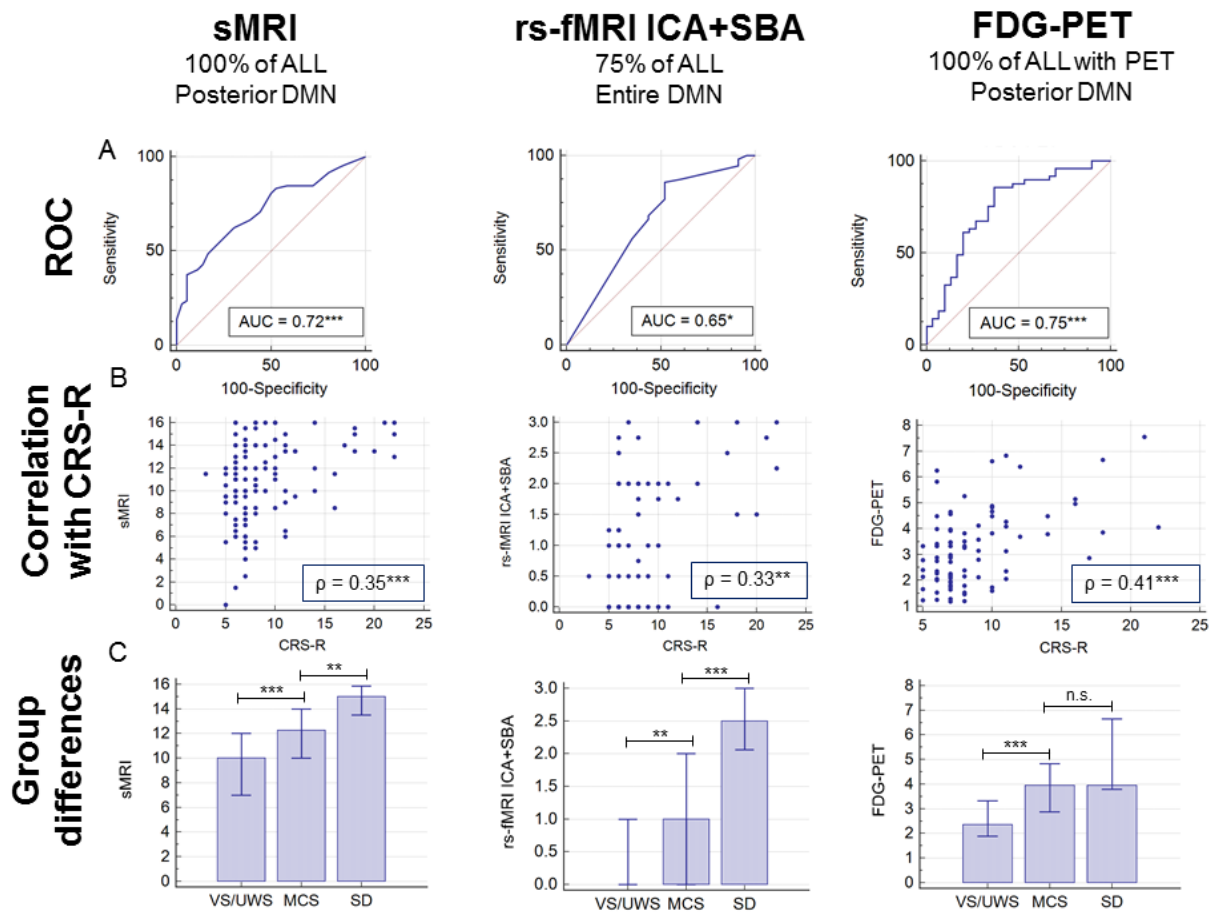 sMRI
100% of ALL
Posterior DMN
rs-fMRI ICA+SBA
75% of ALL
Entire DMN
FDG-PET
100% of ALL with PET
Posterior DMN
ROC
A
Sensitivity
100
50
0
AUC = 0.72***
0 50 100
100-Specificity
Sensitivity
100
50
0
AUC = 0.65*
0 50 100
100-Specificity
Sensitivity
100
50
0
AUC = 0.75***
0 50 100
100-Specificity
Correlation
with CRS-R
B
sMRI
16
15
14
13
12
11
10
9
8
7
6
5
4
3
2
1
0
ρ = 0.35***
0 5 10 15 20 25
CRS-R
rs-fMRI ICA+SBA
3.0
2.5
2.0
1.5
1.0
0.5
0.0
ρ = 0.33**
0 5 10 15 20 25
CRS-R
FDG-PET
8
7
6
5
4
3
2
1
ρ = 0.41***
5 10 15 20 25
CRS-R
Group
differences
C
sMRI
16
14
12
10
8
6
4
2
0
***
**
VS/UWS MCS SD
rs-fMRI ICA+SBA
3.0
2.5
2.0
1.5
1.0
0.5
0.0
**
***
VS/UWS MCS SD
FDG-PET
8
7
6
5
4
3
2
1
0
***
n.s.
VS/UWS MCS SD